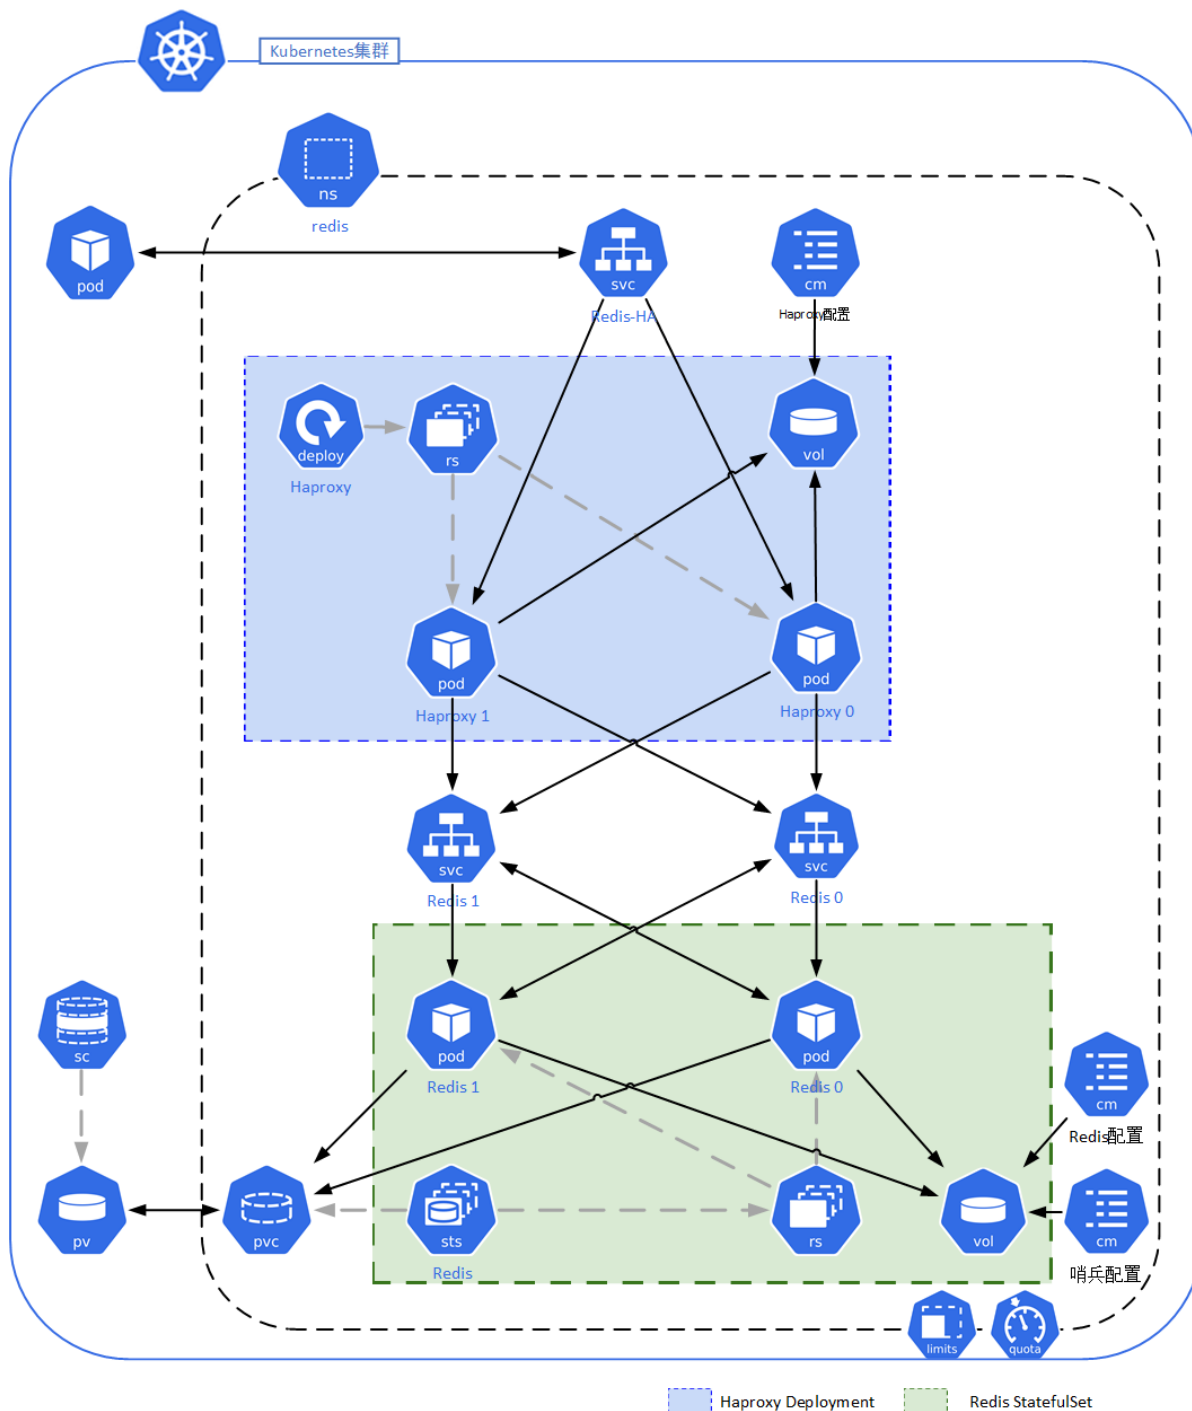 Kubernetes集群
ns
redis
pod
svc
Redis-HA
cm
Haproxy配置
deploy
Haproxy
rs
vol
pod
Haproxy 1
pod
Haproxy 0
svc
Redis 1
svc
Redis 0
sc
pod
Redis 1
pod
Redis 0
cm
Redis配置
pv
pvc
sts
Redis
rs
vol
cm
哨兵配置
limits
quota
Haproxy Deployment
Redis StatefulSet